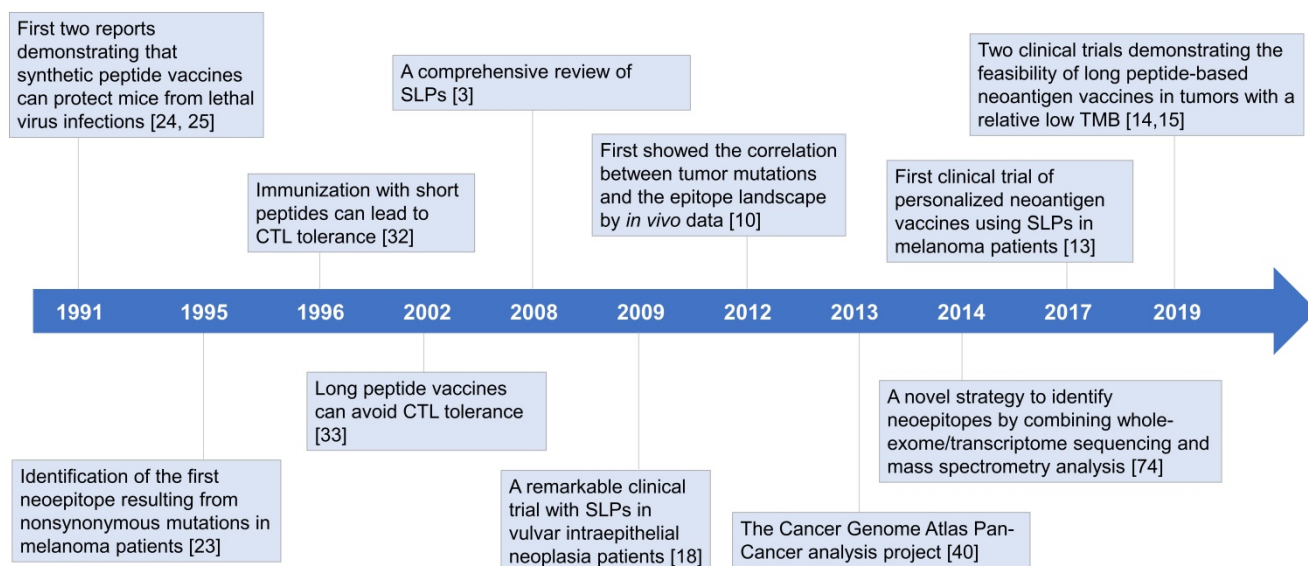 First two reports
demonstrating that
synthetic peptide vaccines
can protect mice from lethal
virus infections [24, 25]
A comprehensive review of
SLPs [3]
Two clinical trials demonstrating the
feasibility of long peptide-based
neoantigen vaccines in tumors with a
relative low TMB [14,15]
Immunization with short
peptides can lead to
CTL tolerance [32]
First showed the correlation
between tumor mutations
and the epitope landscape
by in vivo data [10]
First clinical trial of
personalized neoantigen
vaccines using SLPs in
melanoma patients [13]
1991 1995 1996 2002 2008 2009 2012 2013 2014 2017 2019
Identification of the first
neoepitope resulting from
nonsynonymous mutations in
melanoma patients [23]
Long peptide vaccines
can avoid CTL tolerance
[33]
A remarkable clinical
trial with SLPs in
vulvar intraepithelial
neoplasia patients [18]
The Cancer Genome Atlas Pan-
Cancer analysis project [40]
A novel strategy to identify
neoepitopes by combining whole-
exome/transcriptome sequencing and
mass spectrometry analysis [74]